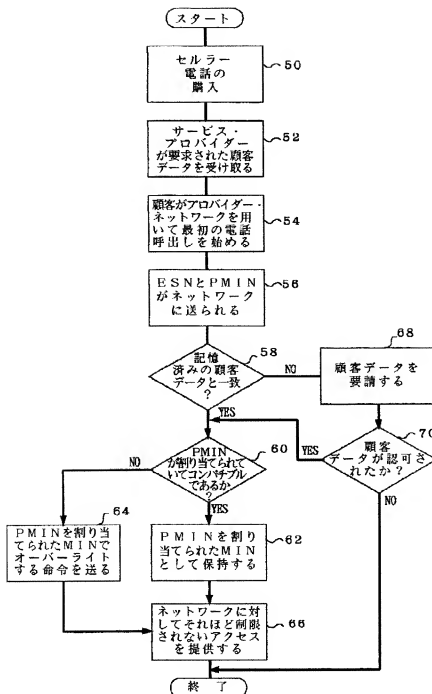 スタート
セルラー
電話の
購入
50
サービス・
プロバイダー
が要求された顧客
データを受け取る
52
顧客がプロバイダー・
ネットワークを用
いて最初の電話
呼出しを始める
54
ESNとPMIN
がネットワーク
に送られる
56
記憶
済みの顧客
データと一致
?
58
NO
YES
顧客データを
要請する
68
顧客
データが認可さ
れたか?
70
YES
NO
PMIN
が割り当てられて
いてコンパチブル
であるか
?
60
NO
YES
PMINを割り当
てられたMINで
オーバーライト
する命令を送る
64
PMINを割り
当てられたMIN
として保持する
62
ネットワークに対
してそれほど制限
されないアクセス
を提供する
66
終了